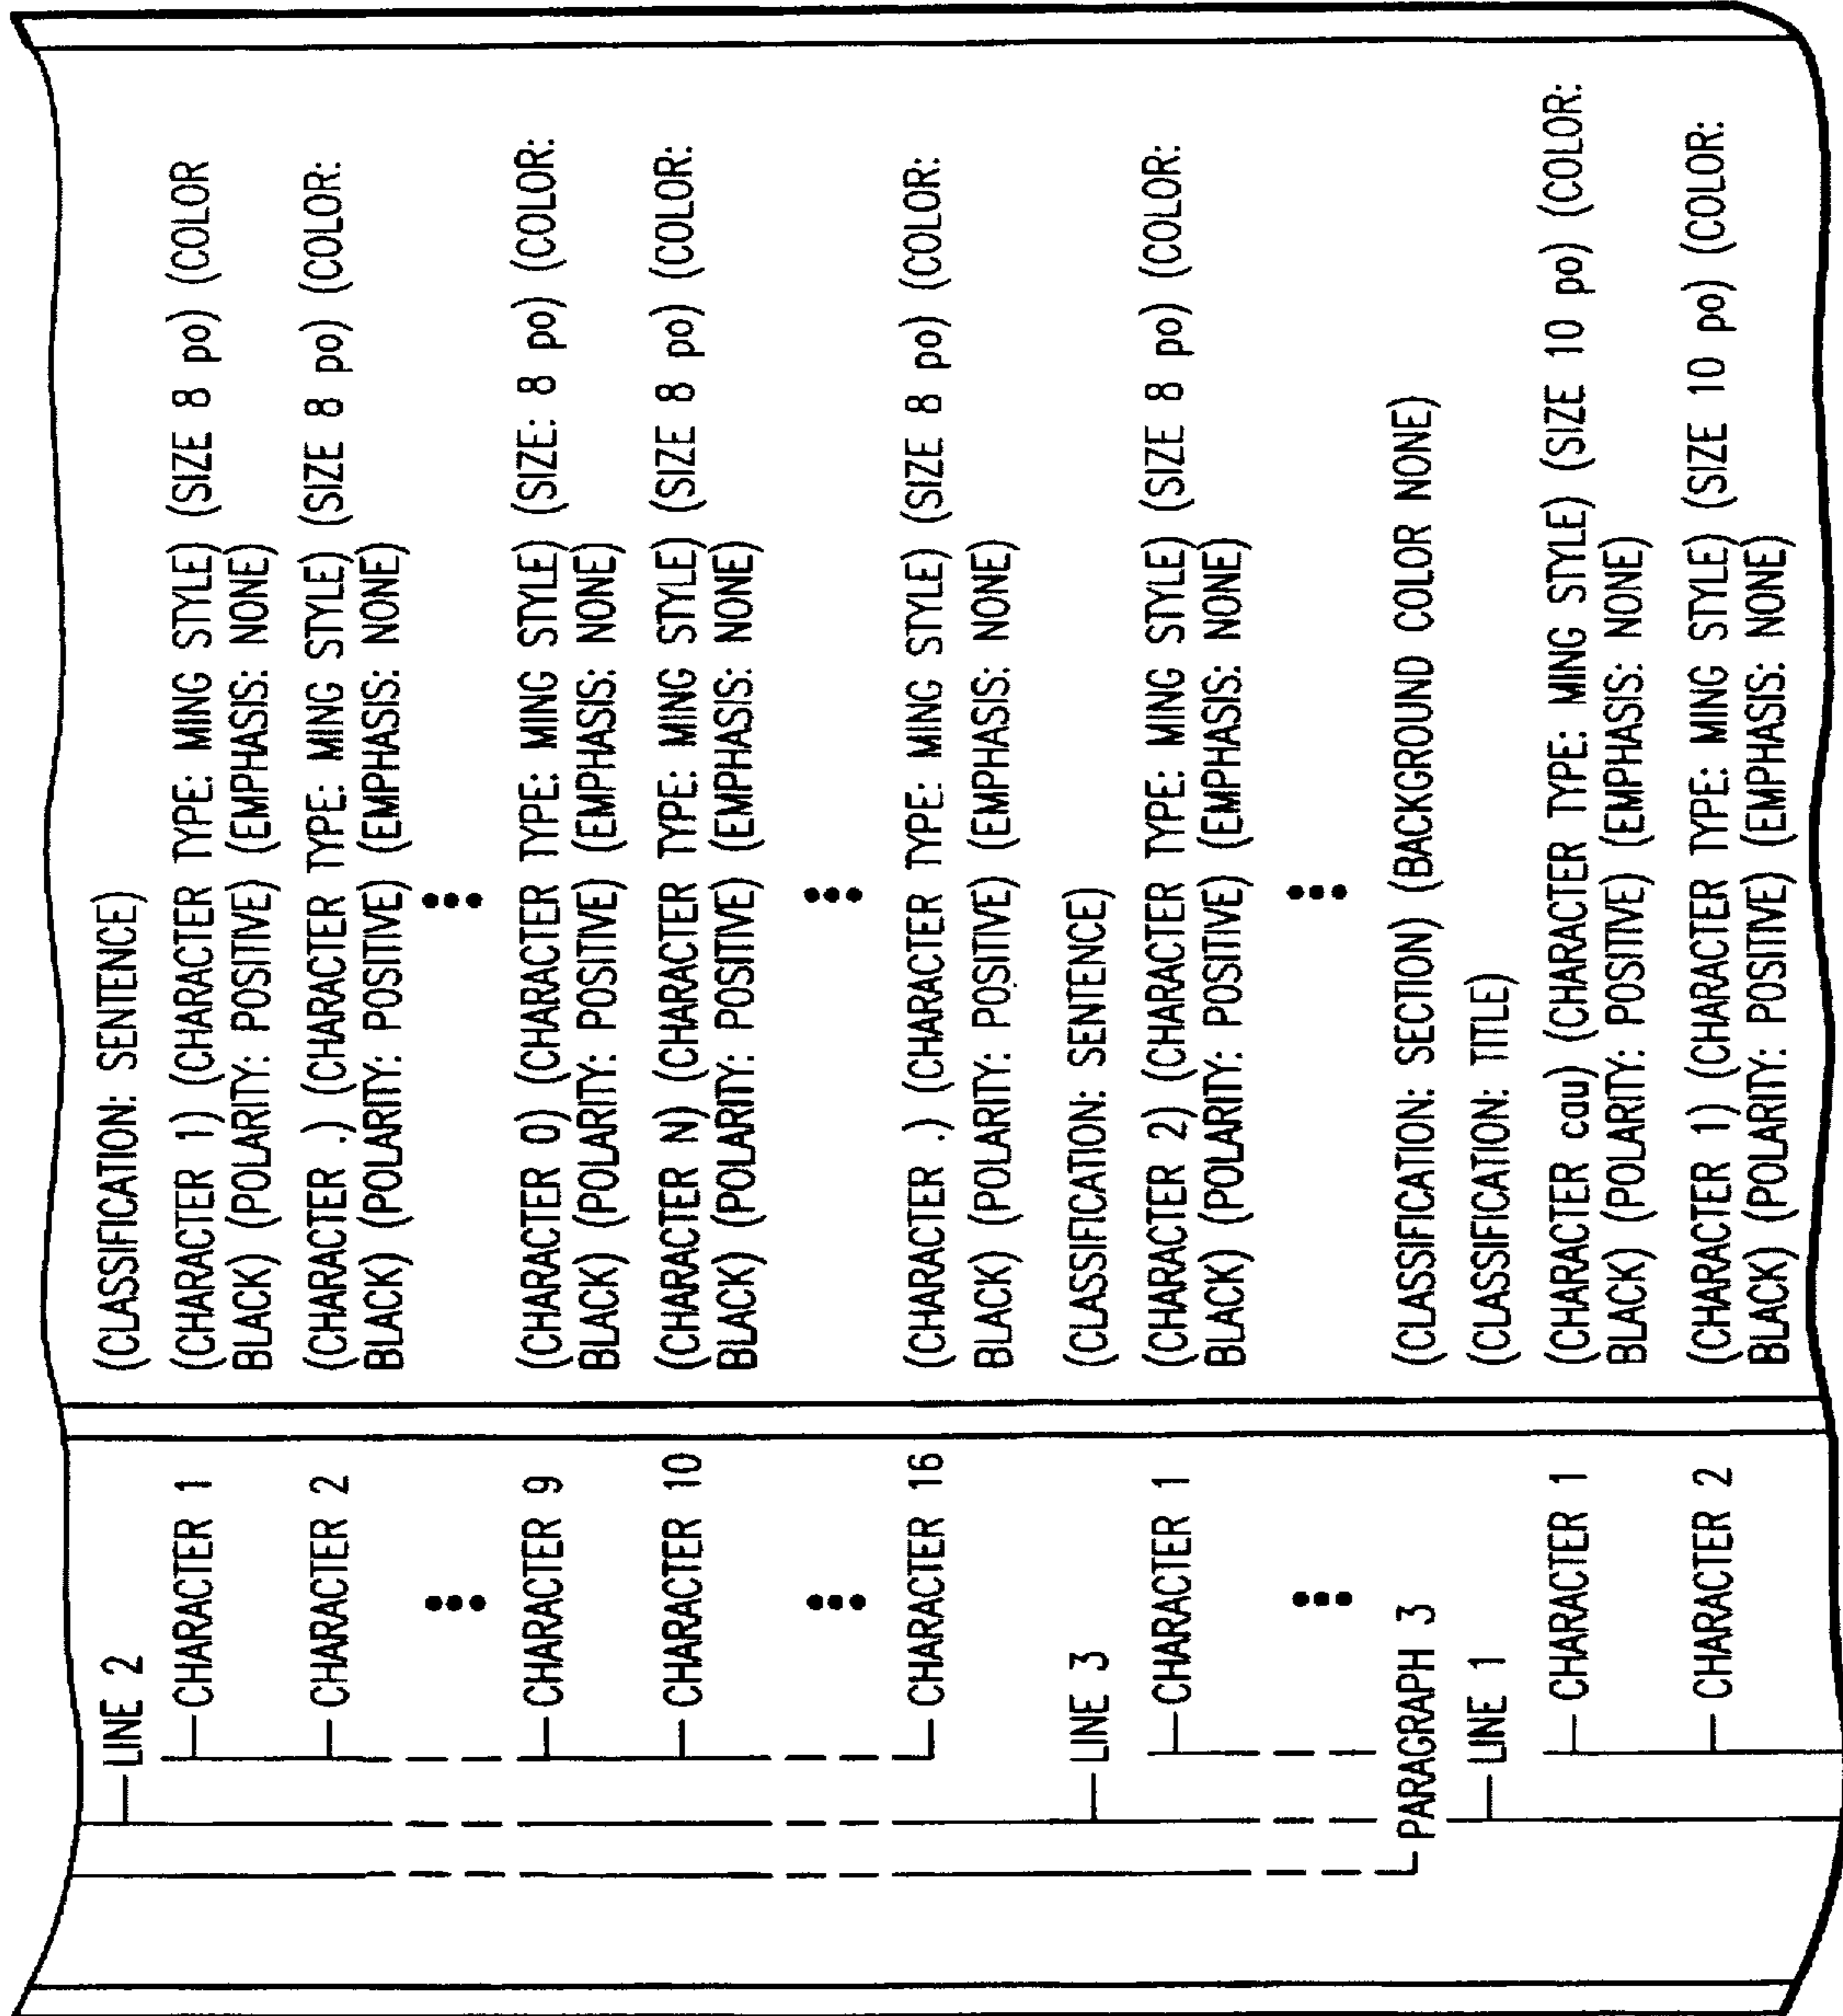 LINE 2 (CLASSIFICATION: SENTENCE)
CHARACTER 1 (CHARACTER 1) (CHARACTER TYPE: MING STYLE) (SIZE 8 po) (COLOR
BLACK) (POLARITY: POSITIVE) (EMPHASIS: NONE)
CHARACTER 2 (CHARACTER .) (CHARACTER TYPE: MING STYLE) (SIZE 8 po) (COLOR:
BLACK) (POLARITY: POSITIVE) (EMPHASIS: NONE)
CHARACTER 9 (CHARACTER 0) (CHARACTER TYPE: MING STYLE) (SIZE: 8 po) (COLOR:
BLACK) (POLARITY: POSITIVE) (EMPHASIS: NONE)
CHARACTER 10 (CHARACTER N) (CHARACTER TYPE: MING STYLE) (SIZE 8 po) (COLOR:
BLACK) (POLARITY: POSITIVE) (EMPHASIS: NONE)
CHARACTER 16 (CHARACTER .) (CHARACTER TYPE: MING STYLE) (SIZE 8 po) (COLOR:
BLACK) (POLARITY: POSITIVE) (EMPHASIS: NONE)
LINE 3 (CLASSIFICATION: SENTENCE)
CHARACTER 1 (CHARACTER 2) (CHARACTER TYPE: MING STYLE) (SIZE 8 po) (COLOR:
BLACK) (POLARITY: POSITIVE) (EMPHASIS: NONE)
PARAGRAPH 3 (CLASSIFICATION: SECTION) (BACKGROUND COLOR NONE)
LINE 1 (CLASSIFICATION: TITLE)
CHARACTER 1 (CHARACTER cau) (CHARACTER TYPE: MING STYLE) (SIZE 10 po) (COLOR:
BLACK) (POLARITY: POSITIVE) (EMPHASIS: NONE)
CHARACTER 2 (CHARACTER 1) (CHARACTER TYPE: MING STYLE) (SIZE 10 po) (COLOR:
BLACK) (POLARITY: POSITIVE) (EMPHASIS: NONE)